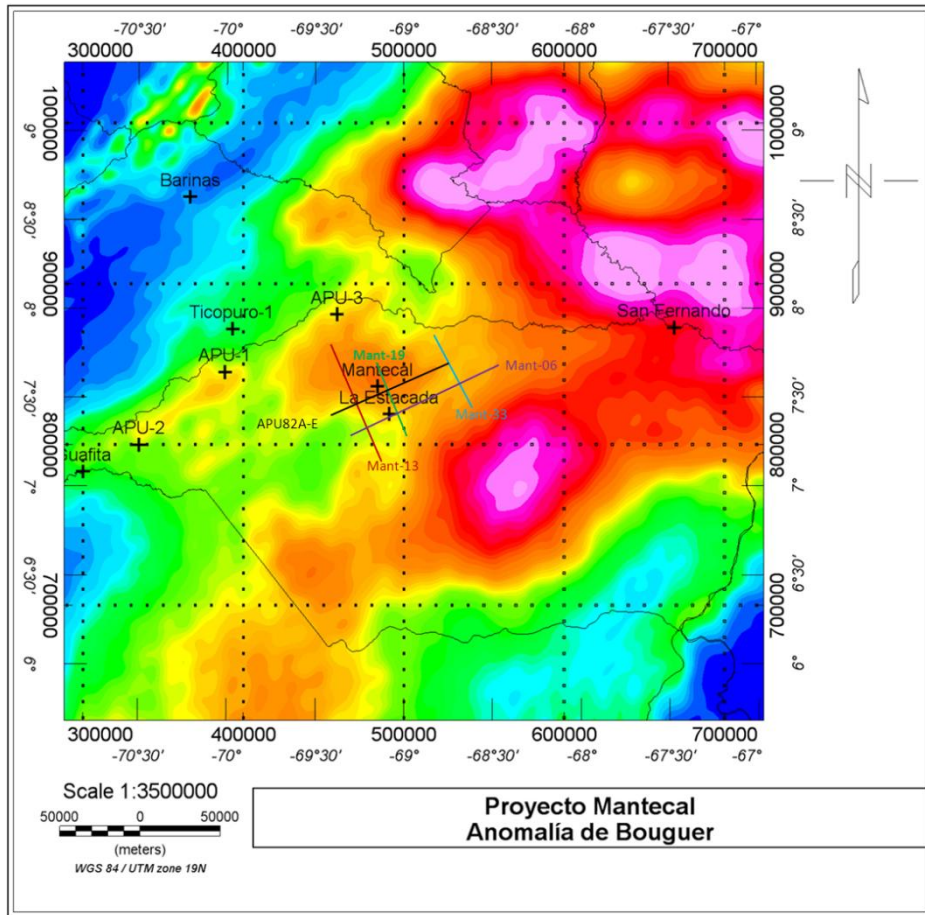 -70°30' -70° -69°30' -69° -68°30' -68° -67°30' -67°
300000 400000 500000 600000 700000
1000000 9° 1000000 9°
N
Barinas
8°30' 8°30'
900000 900000
8° APU-3 8°
Ticopuro-1 San Fernando
APU-1 Mant-19 Mant-06
Mantecal
7°30' La Estacada Mant-33 7°30'
APU82A-E
800000 APU-2 800000
Guafita Mant-13
7° 7°
6°30' 6°30'
700000 700000
6° 6°
300000 400000 500000 600000 700000
-70°30' -70° -69°30' -69° -68°30' -68° -67°30' -67°
Scale 1:3500000
50000 0 50000
(meters)
WGS 84 / UTM zone 19N
Proyecto Mantecal
Anomalía de Bouguer